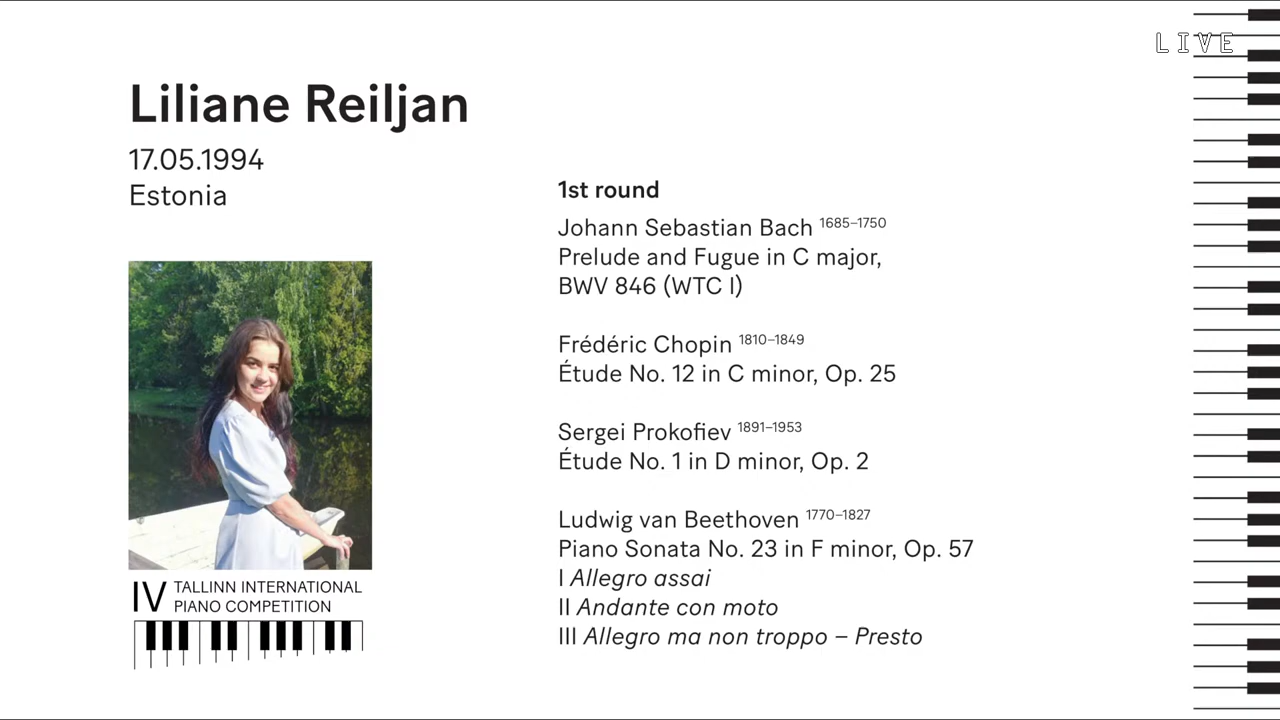 LIVE
Liliane Reiljan
17.05.1994
Estonia
1st round
Johann Sebastian Bach 1685–1750
Prelude and Fugue in C major,
BWV 846 (WTC I)
Frédéric Chopin 1810–1849
Étude No. 12 in C minor, Op. 25
Sergei Prokofiev 1891–1953
Étude No. 1 in D minor, Op. 2
Ludwig van Beethoven 1770–1827
Piano Sonata No. 23 in F minor, Op. 57
I Allegro assai
II Andante con moto
III Allegro ma non troppo – Presto
IV TALLINN INTERNATIONAL
PIANO COMPETITION